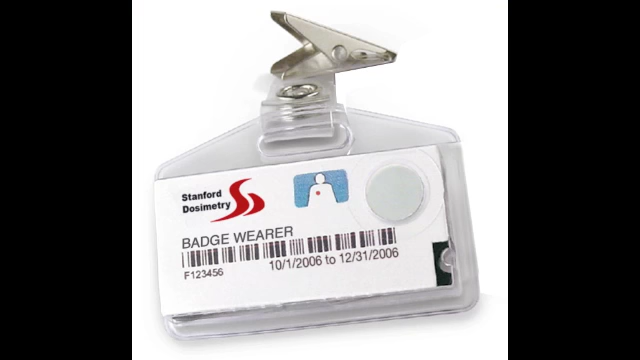 Stanford
Dosimetry
BADGE WEARER
F123456
10/1/2006 to 12/31/2006